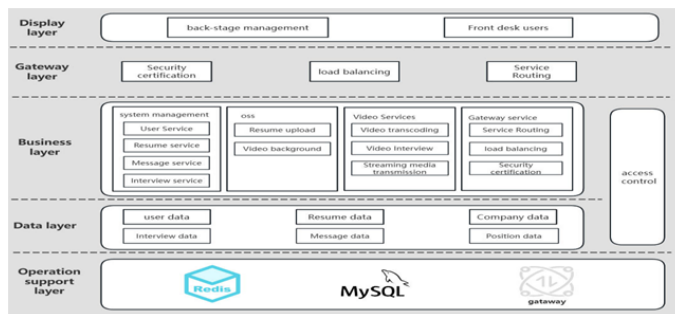 Display
layer
back-stage management
Front desk users
Gateway
layer
Security
certification
load balancing
Service
Routing
Business
layer
system management
User Service
Resume service
Message service
Interview service
oss
Resume upload
Video background
Video Services
Video transcoding
Video Interview
Streaming media
transmission
Gateway service
Service Routing
load balancing
Security
certification
access
control
Data layer
user data
Resume data
Company data
Interview data
Message data
Position data
Operation
support
layer
Redis
MySQL
gataway